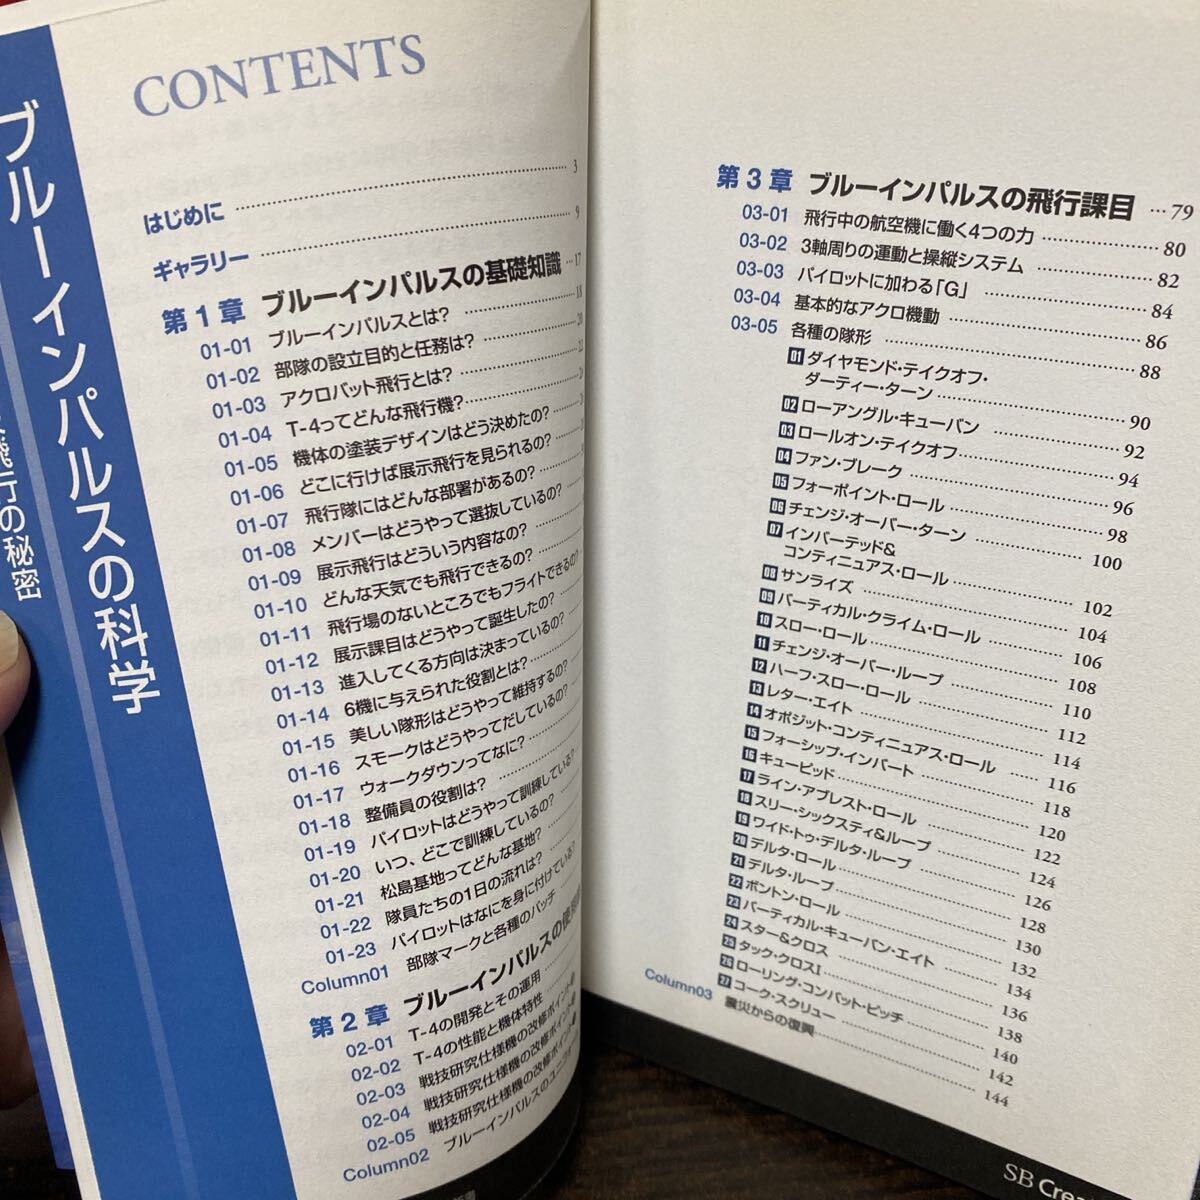 ブルーインパルスの科学
飛行の秘密
CONTENTS
はじめに 3
ギャラリー 9
第1章 ブルーインパルスの基礎知識 17
01-01 ブルーインパルスとは? 18
01-02 部隊の設立目的と任務は? 20
01-03 アクロバット飛行とは? 22
01-04 T-4ってどんな飛行機?
01-05 機体の塗装デザインはどう決めたの?
01-06 どこに行けば展示飛行を見られるの?
01-07 飛行隊にはどんな部署があるの?
01-08 メンバーはどうやって選抜しているの?
01-09 展示飛行はどういう内容なの?
01-10 どんな天気でも飛行できるの?
01-11 飛行場のないところでもフライトできるの?
01-12 展示課目はどうやって誕生したの?
01-13 進入してくる方向は決まっているの?
01-14 6機に与えられた役割とは?
01-15 美しい隊形はどうやって維持するの?
01-16 スモークはどうやってだしているの?
01-17 ウォークダウンってなに?
01-18 整備員の役割は?
01-19 パイロットはどうやって訓練している?
01-20 いつ、どこで訓練しているの?
01-21 松島基地ってどんな基地?
01-22 隊員たちの1日の流れは?
01-23 パイロットはなにを身に付けている?
Column01 部隊マークと各種のパッチ
第2章 ブルーインパルスの使用
02-01 T-4の開発とその運用
02-02 T-4の性能と機体特性
02-03 戦技研究仕様機の改修ポイント
02-04 戦技研究仕様機の改修ポイント
02-05 戦技研究仕様機の改修ポイント
Column02 ブルーインパルスのユニフォ
第3章 ブルーインパルスの飛行課目 79
03-01 飛行中の航空機に働く4つの力 80
03-02 3軸周りの運動と操縦システム 82
03-03 パイロットに加わる「G」 84
03-04 基本的なアクロ機動 86
03-05 各種の隊形 88
01 ダイヤモンド・テイクオフ・
ダーティー・ターン 90
02 ローアングル・キューバン 92
03 ロールオン・テイクオフ 94
04 ファン・ブレーク 96
05 フォーポイント・ロール 98
06 チェンジ・オーバー・ターン 100
07 インバーテッド&
コンティニュアス・ロール 102
08 サンライズ 104
09 バーティカル・クライム・ロール 106
10 スロー・ロール 108
11 チェンジ・オーバー・ループ 110
12 ハーフ・スロー・ロール 112
13 レター・エイト 114
14 オポジット・コンティニュアス・ロール 116
15 フォーシップ・インバート 118
16 キューピッド 120
17 ライン・アブレスト・ロール 122
18 スリー・シックスティ&ループ 124
19 ワイド・トゥ・デルタ・ループ 126
20 デルタ・ロール 128
21 デルタ・ループ 130
22 ボントン・ロール 132
23 バーティカル・キューバン・エイト 134
24 スター&クロス 136
25 タック・クロスI 138
26 ローリング・コンバット・ピッチ 140
27 コーク・スクリュー 142
Column03 震災からの復興 144
SB Crea